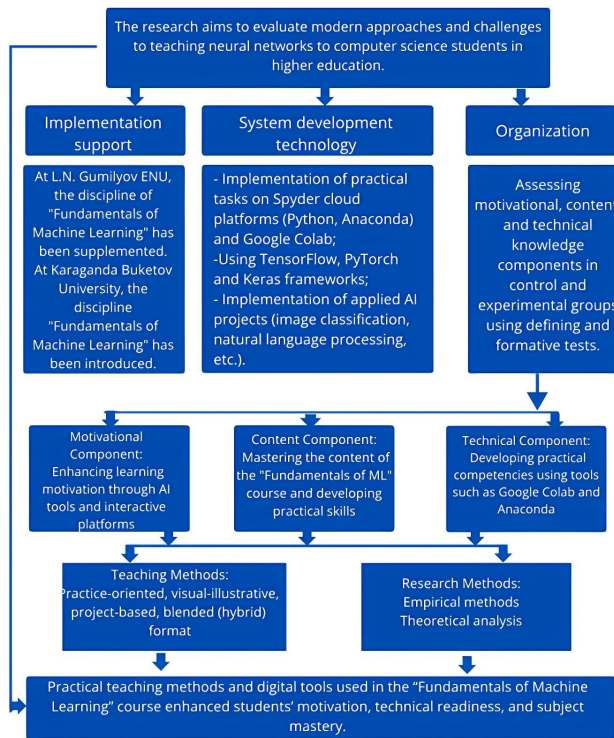 The research aims to evaluate modern approaches and challenges
to teaching neural networks to computer science students in
higher education.
Implementation
support
System development
technology
Organization
At L.N. Gumilyov ENU,
the discipline of
"Fundamentals of
Machine Learning" has
been supplemented.
At Karaganda Buketov
University, the
discipline
"Fundamentals of
Machine Learning" has
been introduced.
- Implementation of practical
tasks on Spyder cloud
platforms (Python, Anaconda)
and Google Colab;
-Using TensorFlow, PyTorch
and Keras frameworks;
- Implementation of applied AI
projects (image classification,
natural language processing,
etc.).
Assessing
motivational, content
and technical
knowledge
components in
control and
experimental groups
using defining and
formative tests.
Motivational
Component:
Enhancing learning
motivation through AI
tools and interactive
platforms
Content Component:
Mastering the content of
the "Fundamentals of ML"
course and developing
practical skills
Technical Component:
Developing practical
competencies using tools
such as Google Colab and
Anaconda
Teaching Methods:
Practice-oriented, visual-illustrative,
project-based, blended (hybrid)
format
Research Methods:
Empirical methods
Theoretical analysis
Practical teaching methods and digital tools used in the “Fundamentals of Machine
Learning” course enhanced students’ motivation, technical readiness, and subject
mastery.